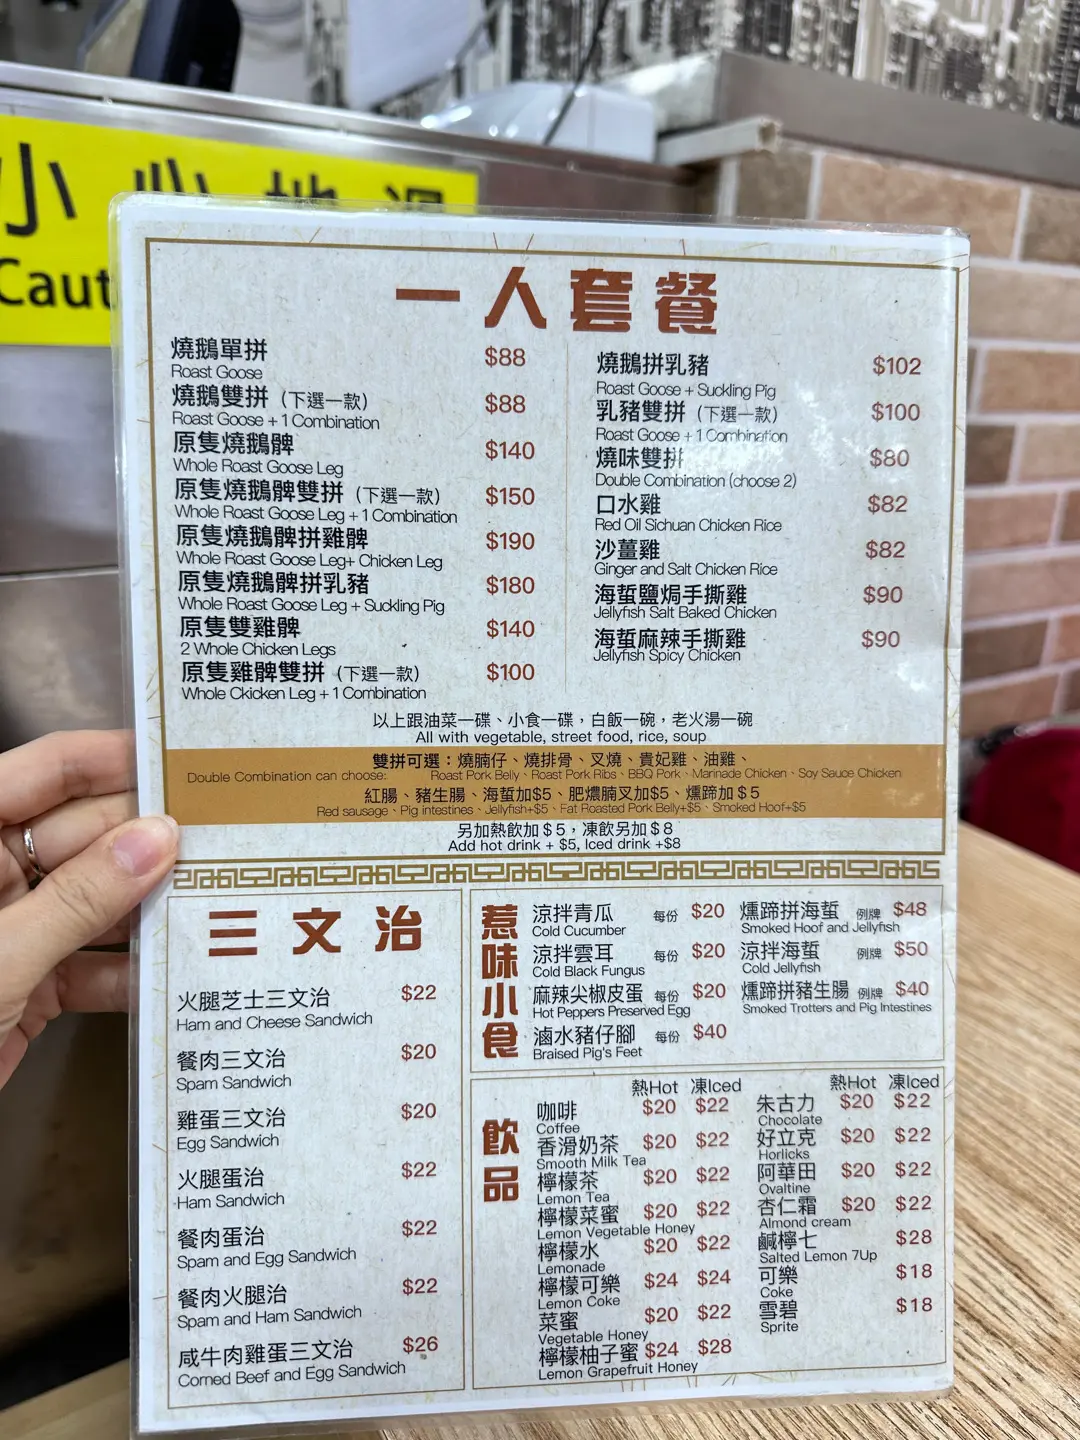 小心地滑
Caut
一人套餐
燒鵝單拼 $88
Roast Goose
燒鵝雙拼 (下選一款) $88
Roast Goose + 1 Combination
原隻燒鵝髀 $140
Whole Roast Goose Leg
原隻燒鵝髀雙拼 (下選一款) $150
Whole Roast Goose Leg + 1 Combination
原隻燒鵝髀拼雞髀 $190
Whole Roast Goose Leg+ Chicken Leg
原隻燒鵝髀拼乳豬 $180
Whole Roast Goose Leg + Suckling Pig
原隻雙雞髀 $140
2 Whole Chicken Legs
原隻雞髀雙拼 (下選一款) $100
Whole Ckicken Leg + 1 Combination
燒鵝拼乳豬 $102
Roast Goose + Suckling Pig
乳豬雙拼 (下選一款) $100
Roast Goose + 1 Combination
燒味雙拼 $80
Double Combination (choose 2)
口水雞 $82
Red Oil Sichuan Chicken Rice
沙薑雞 $82
Ginger and Salt Chicken Rice
海蜇鹽焗手撕雞 $90
Jellyfish Salt Baked Chicken
海蜇麻辣手撕雞 $90
Jellyfish Spicy Chicken
以上跟油菜一碟、小食一碟，白飯一碗，老火湯一碗
All with vegetable, street food, rice, soup
雙拼可選：燒腩仔、燒排骨、叉燒、貴妃雞、油雞、
Double Combination can choose: Roast Pork Belly、Roast Pork Ribs、BBQ Pork、Marinade Chicken、Soy Sauce Chicken
紅腸、豬生腸、海蜇加$5、肥燶腩叉加$5、燻蹄加$5
Red sausage、Pig intestines、Jellyfish+$5、Fat Roasted Pork Belly+$5、Smoked Hoof+$5
另加熱飲加$5，凍飲另加$8
Add hot drink + $5, Iced drink +$8
三文治
火腿芝士三文治 $22
Ham and Cheese Sandwich
餐肉三文治 $20
Spam Sandwich
雞蛋三文治 $20
Egg Sandwich
火腿蛋治 $22
Ham Sandwich
餐肉蛋治 $22
Spam and Egg Sandwich
餐肉火腿治 $22
Spam and Ham Sandwich
咸牛肉雞蛋三文治 $26
Corned Beef and Egg Sandwich
惹味小食
涼拌青瓜 每份 $20
Cold Cucumber
涼拌雲耳 每份 $20
Cold Black Fungus
麻辣尖椒皮蛋 每份 $20
Hot Peppers Preserved Egg
滷水豬仔腳 每份 $40
Braised Pig's Feet
燻蹄拼海蜇 例牌 $48
Smoked Hoof and Jellyfish
涼拌海蜇 例牌 $50
Cold Jellyfish
燻蹄拼豬生腸 例牌 $40
Smoked Trotters and Pig Intestines
飲品
熱Hot 凍Iced
咖啡 $20 $22
Coffee
香滑奶茶 $20 $22
Smooth Milk Tea
檸檬茶 $20 $22
Lemon Tea
檸檬菜蜜 $20 $22
Lemon Vegetable Honey
檸檬水 $20 $22
Lemonade
檸檬可樂 $24 $24
Lemon Coke
菜蜜 $20 $22
Vegetable Honey
檸檬柚子蜜 $24 $28
Lemon Grapefruit Honey
熱Hot 凍Iced
朱古力 $20 $22
Chocolate
好立克 $20 $22
Horlicks
阿華田 $20 $22
Ovaltine
杏仁霜 $20 $22
Almond cream
鹹檸七 $28
Salted Lemon 7Up
可樂 $18
Coke
雪碧 $18
Sprite